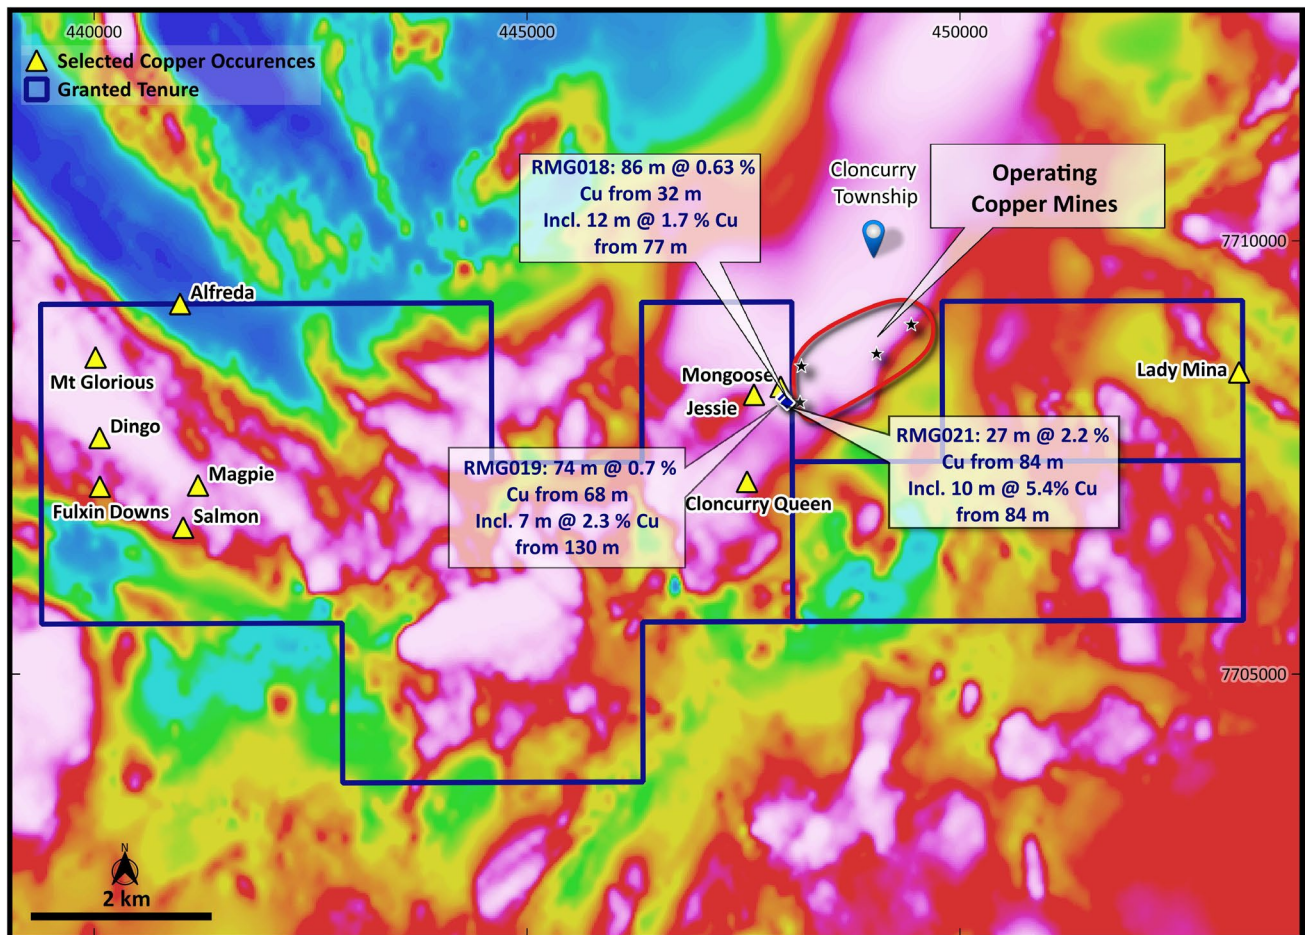 440000
445000
450000
Selected Copper Occurences
Granted Tenure
RMG018: 86 m @ 0.63 %
Cu from 32 m
Incl. 12 m @ 1.7 % Cu
from 77 m
Cloncurry
Township
Operating
Copper Mines
7710000
Alfreda
Mt Glorious
Dingo
Magpie
Fulxin Downs
Salmon
Mongoose
Jessie
Lady Mina
RMG019: 74 m @ 0.7 %
Cu from 68 m
Incl. 7 m @ 2.3 % Cu
from 130 m
Cloncurry Queen
RMG021: 27 m @ 2.2 %
Cu from 84 m
Incl. 10 m @ 5.4% Cu
from 84 m
7705000
N
2 km